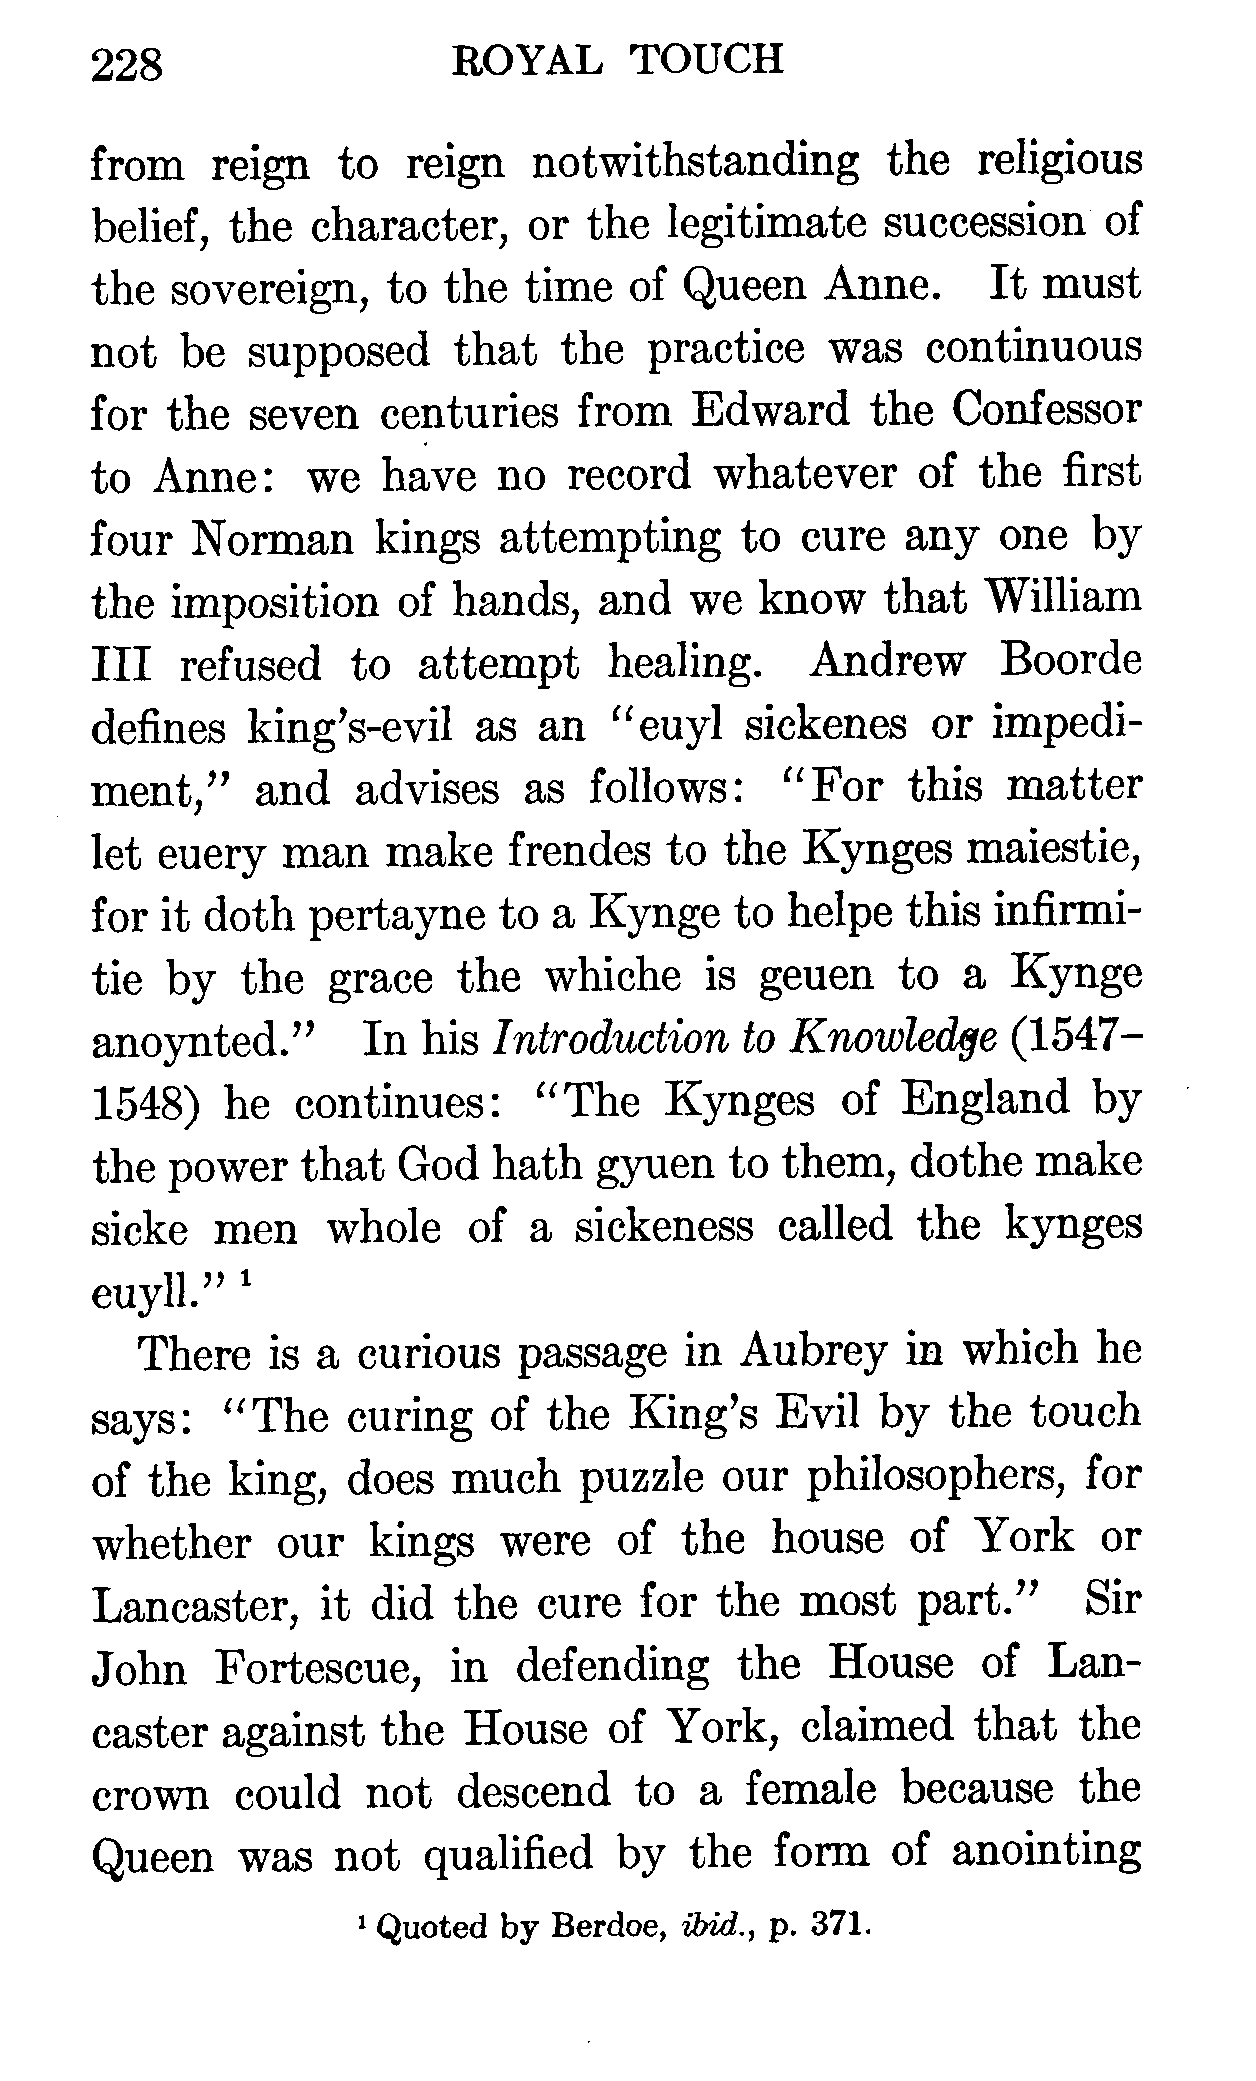 228 ROYAL TOUCH
from reign to reign notwithstanding the religious
belief, the character, or the legitimate succession of
the sovereign, to the time of Queen Anne. It must
not be supposed that the practice was continuous
for the seven centuries from Edward the Confessor
to Anne: we have no record whatever of the first
four Norman kings attempting to cure any one by
the imposition of hands, and we know that William
III refused to attempt healing. Andrew Boorde
defines king's-evil as an "euyl sickenes or impedi-
ment," and advises as follows: "For this matter
let euery man make frendes to the Kynges maiestie,
for it doth pertayne to a Kynge to helpe this infirmi-
tie by the grace the whiche is geuen to a Kynge
anoynted." In his Introduction to Knowledge (1547–
1548) he continues: "The Kynges of England by
the power that God hath gyuen to them, dothe make
sicke men whole of a sickeness called the kynges
euyll." ¹
There is a curious passage in Aubrey in which he
says: "The curing of the King's Evil by the touch
of the king, does much puzzle our philosophers, for
whether our kings were of the house of York or
Lancaster, it did the cure for the most part." Sir
John Fortescue, in defending the House of Lan-
caster against the House of York, claimed that the
crown could not descend to a female because the
Queen was not qualified by the form of anointing
¹ Quoted by Berdoe, ibid., p. 371.